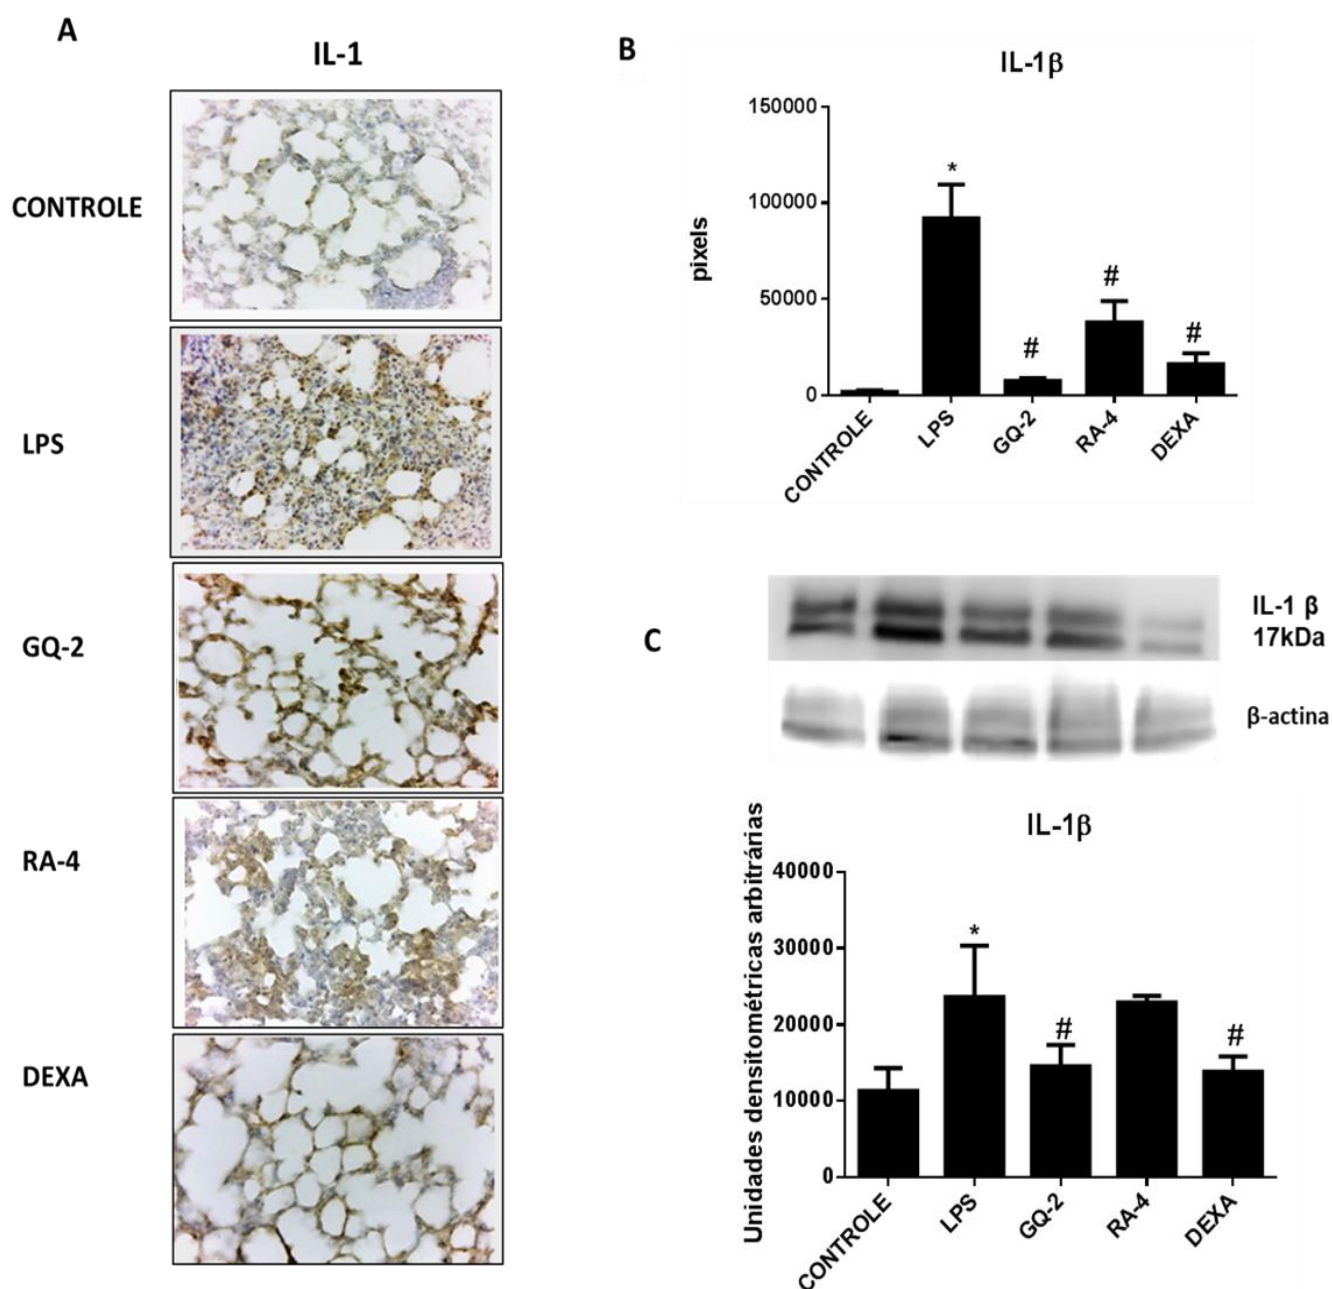 A
IL-1
CONTROLE
LPS
GQ-2
RA-4
DEXA
B
IL-1β
150000
100000
50000
0
pixels
*
#
#
#
CONTROLE
LPS
GQ-2
RA-4
DEXA
C
IL-1 β
17kDa
β-actina
IL-1β
Unidades densitométricas arbitrárias
40000
30000
20000
10000
0
*
#
#
CONTROLE
LPS
GQ-2
RA-4
DEXA